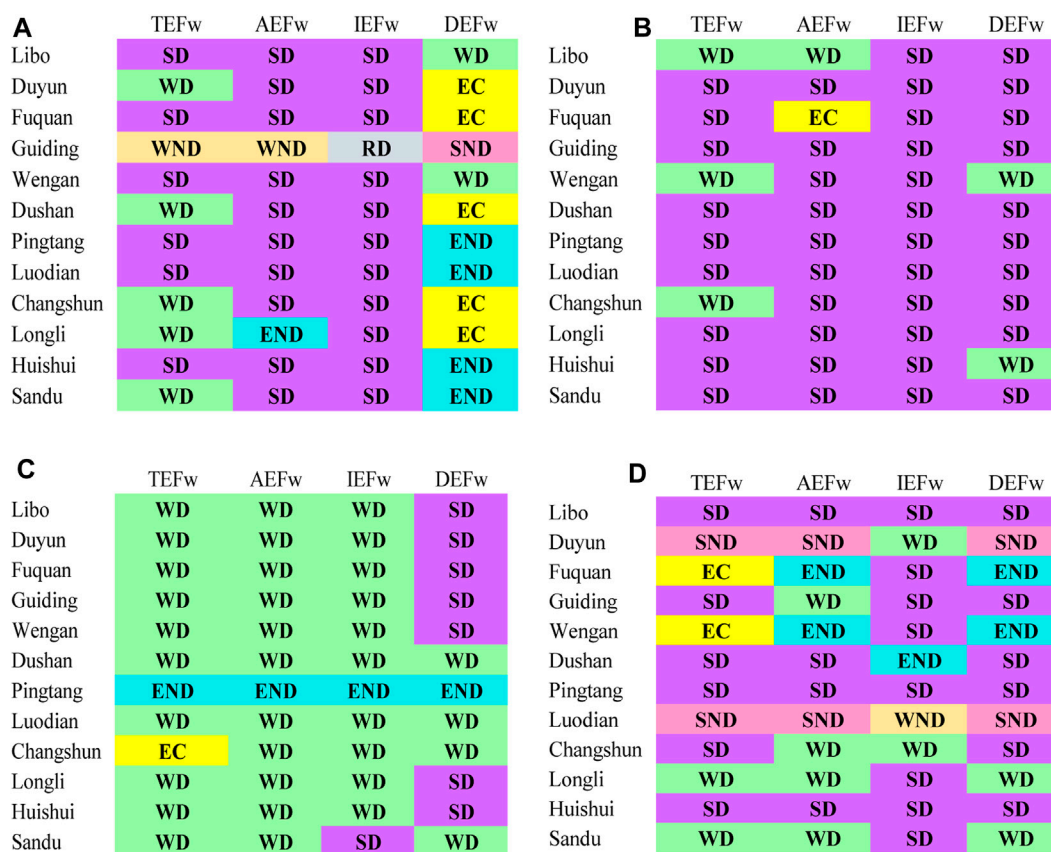 A TEFw AEFw IEFw DEFw
Libo SD SD SD WD
Duyun WD SD SD EC
Fuquan SD SD SD EC
Guiding WND WND RD SND
Wengan SD SD SD WD
Dushan WD SD SD EC
Pingtang SD SD SD END
Luodian SD SD SD END
Changshun WD SD SD EC
Longli WD END SD EC
Huishui SD SD SD END
Sandu WD SD SD END
B TEFw AEFw IEFw DEFw
Libo WD WD SD SD
Duyun SD SD SD SD
Fuquan SD EC SD SD
Guiding SD SD SD SD
Wengan WD SD SD WD
Dushan SD SD SD SD
Pingtang SD SD SD SD
Luodian SD SD SD SD
Changshun WD SD SD SD
Longli SD SD SD SD
Huishui SD SD SD WD
Sandu SD SD SD SD
C TEFw AEFw IEFw DEFw
Libo WD WD WD SD
Duyun WD WD WD SD
Fuquan WD WD WD SD
Guiding WD WD WD SD
Wengan WD WD WD SD
Dushan WD WD WD WD
Pingtang END END END END
Luodian WD WD WD WD
Changshun EC WD WD WD
Longli WD WD WD SD
Huishui WD WD WD SD
Sandu WD WD SD WD
D TEFw AEFw IEFw DEFw
Libo SD SD SD SD
Duyun SND SND WD SND
Fuquan EC END SD END
Guiding SD WD SD SD
Wengan EC END SD END
Dushan SD SD END SD
Pingtang SD SD SD SD
Luodian SND SND WND SND
Changshun SD WD WD SD
Longli WD WD SD WD
Huishui SD SD SD SD
Sandu WD WD SD WD